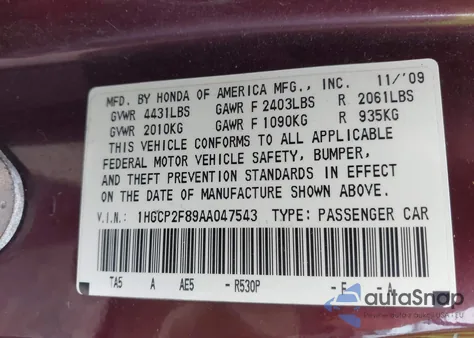 MFD. BY HONDA OF AMERICA MFG., INC. 11/'09
GVWR 4431LBS GAWR F 2403LBS R 2061LBS
GVWR 2010KG GAWR F 1090KG R 935KG
THIS VEHICLE CONFORMS TO ALL APPLICABLE
FEDERAL MOTOR VEHICLE SAFETY, BUMPER,
AND THEFT PREVENTION STANDARDS IN EFFECT
ON THE DATE OF MANUFACTURE SHOWN ABOVE.
V.I.N.: 1HGCP2F89AA047543 TYPE: PASSENGER CAR
TA5 A AE5 -R530P -E -A
autoSnap